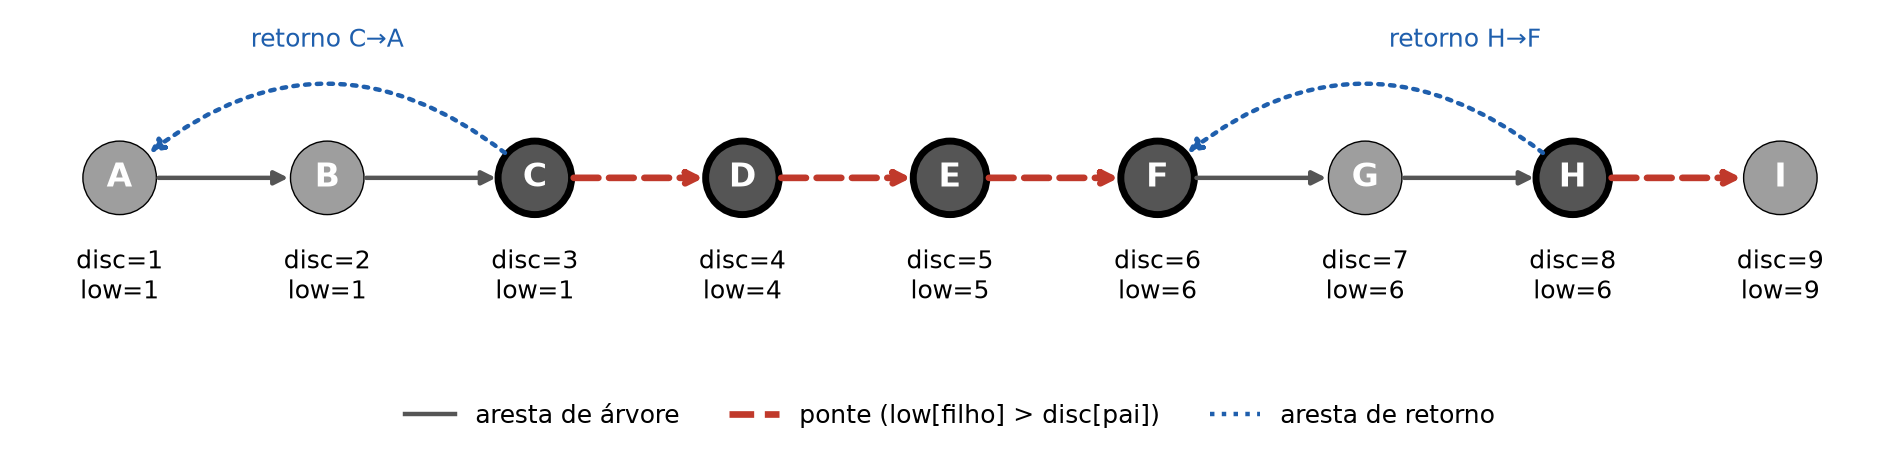 retorno C→A
retorno H→F
A B C D E F G H I
disc=1 disc=2 disc=3 disc=4 disc=5 disc=6 disc=7 disc=8 disc=9
low=1 low=1 low=1 low=4 low=5 low=6 low=6 low=6 low=9
aresta de árvore
ponte (low[filho] > disc[pai])
aresta de retorno